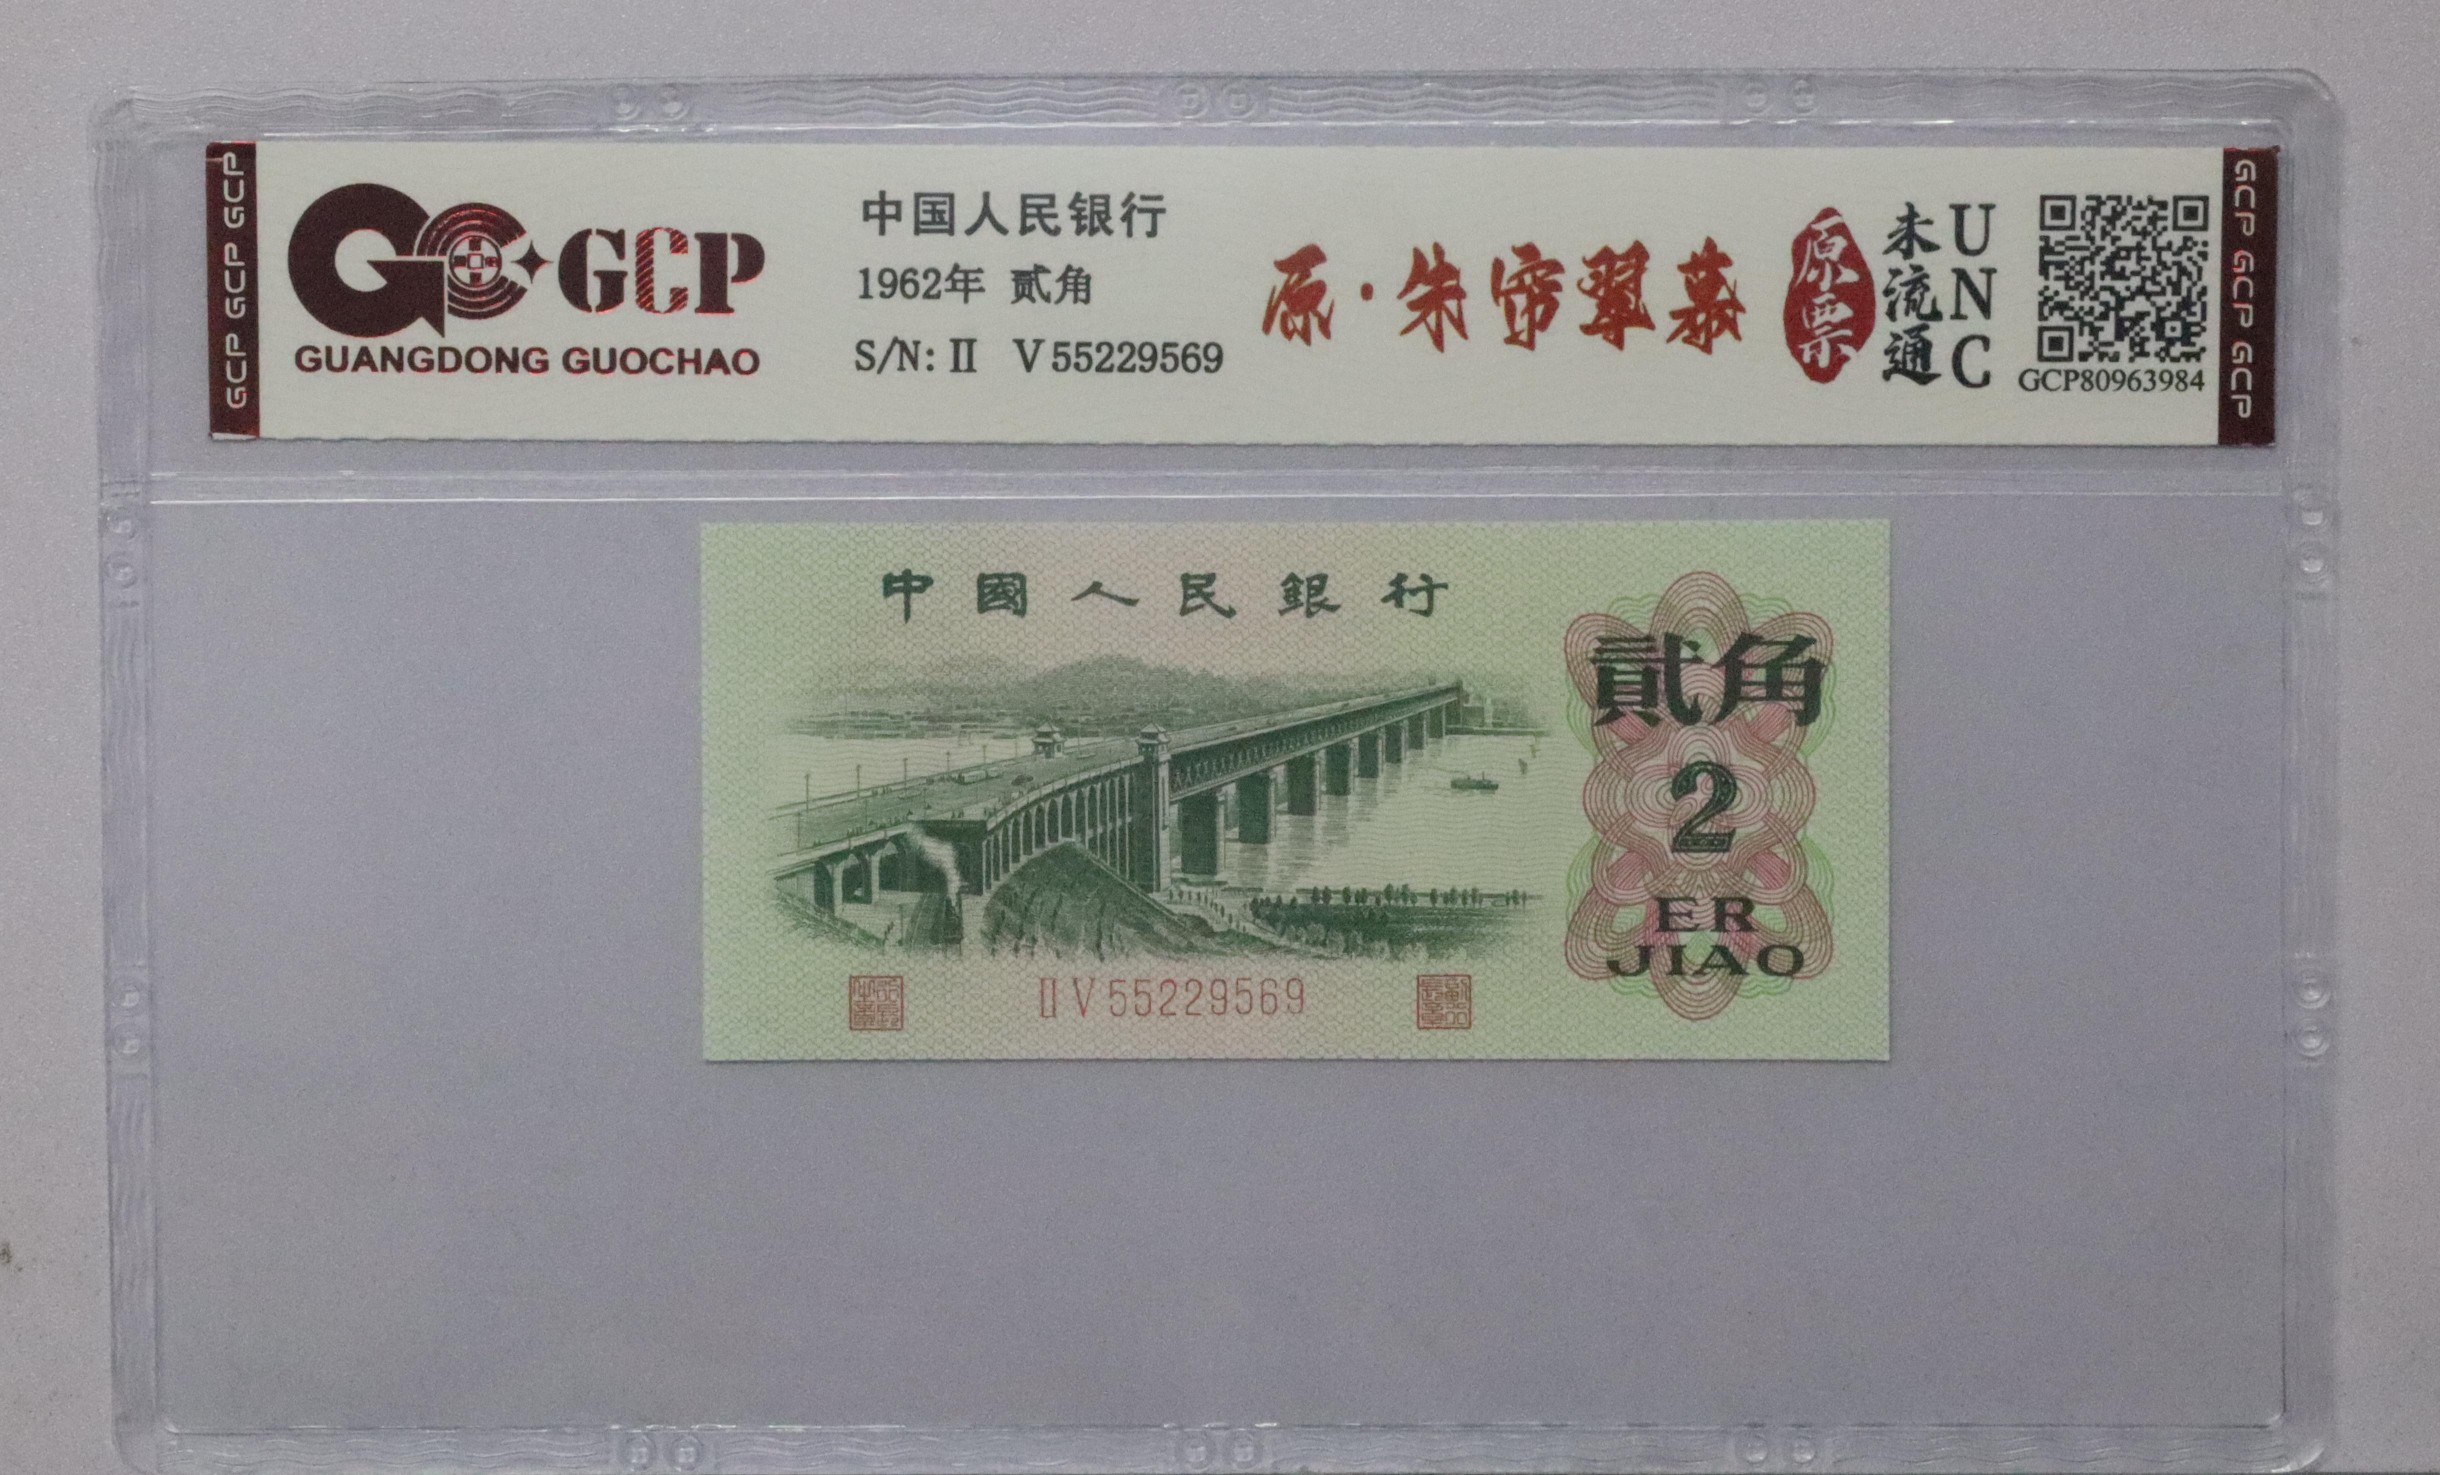 GCP GCP GCP
GCP
GUANGDONG GUOCHAO
中国人民银行
1962年 贰角
S/N: II V55229569
原·朱帘翠幕
原票
未流通
UNC
GCP80963984
GCP GCP GCP
中國人民銀行
貳角
2
ER
JIAO
II V 55229569